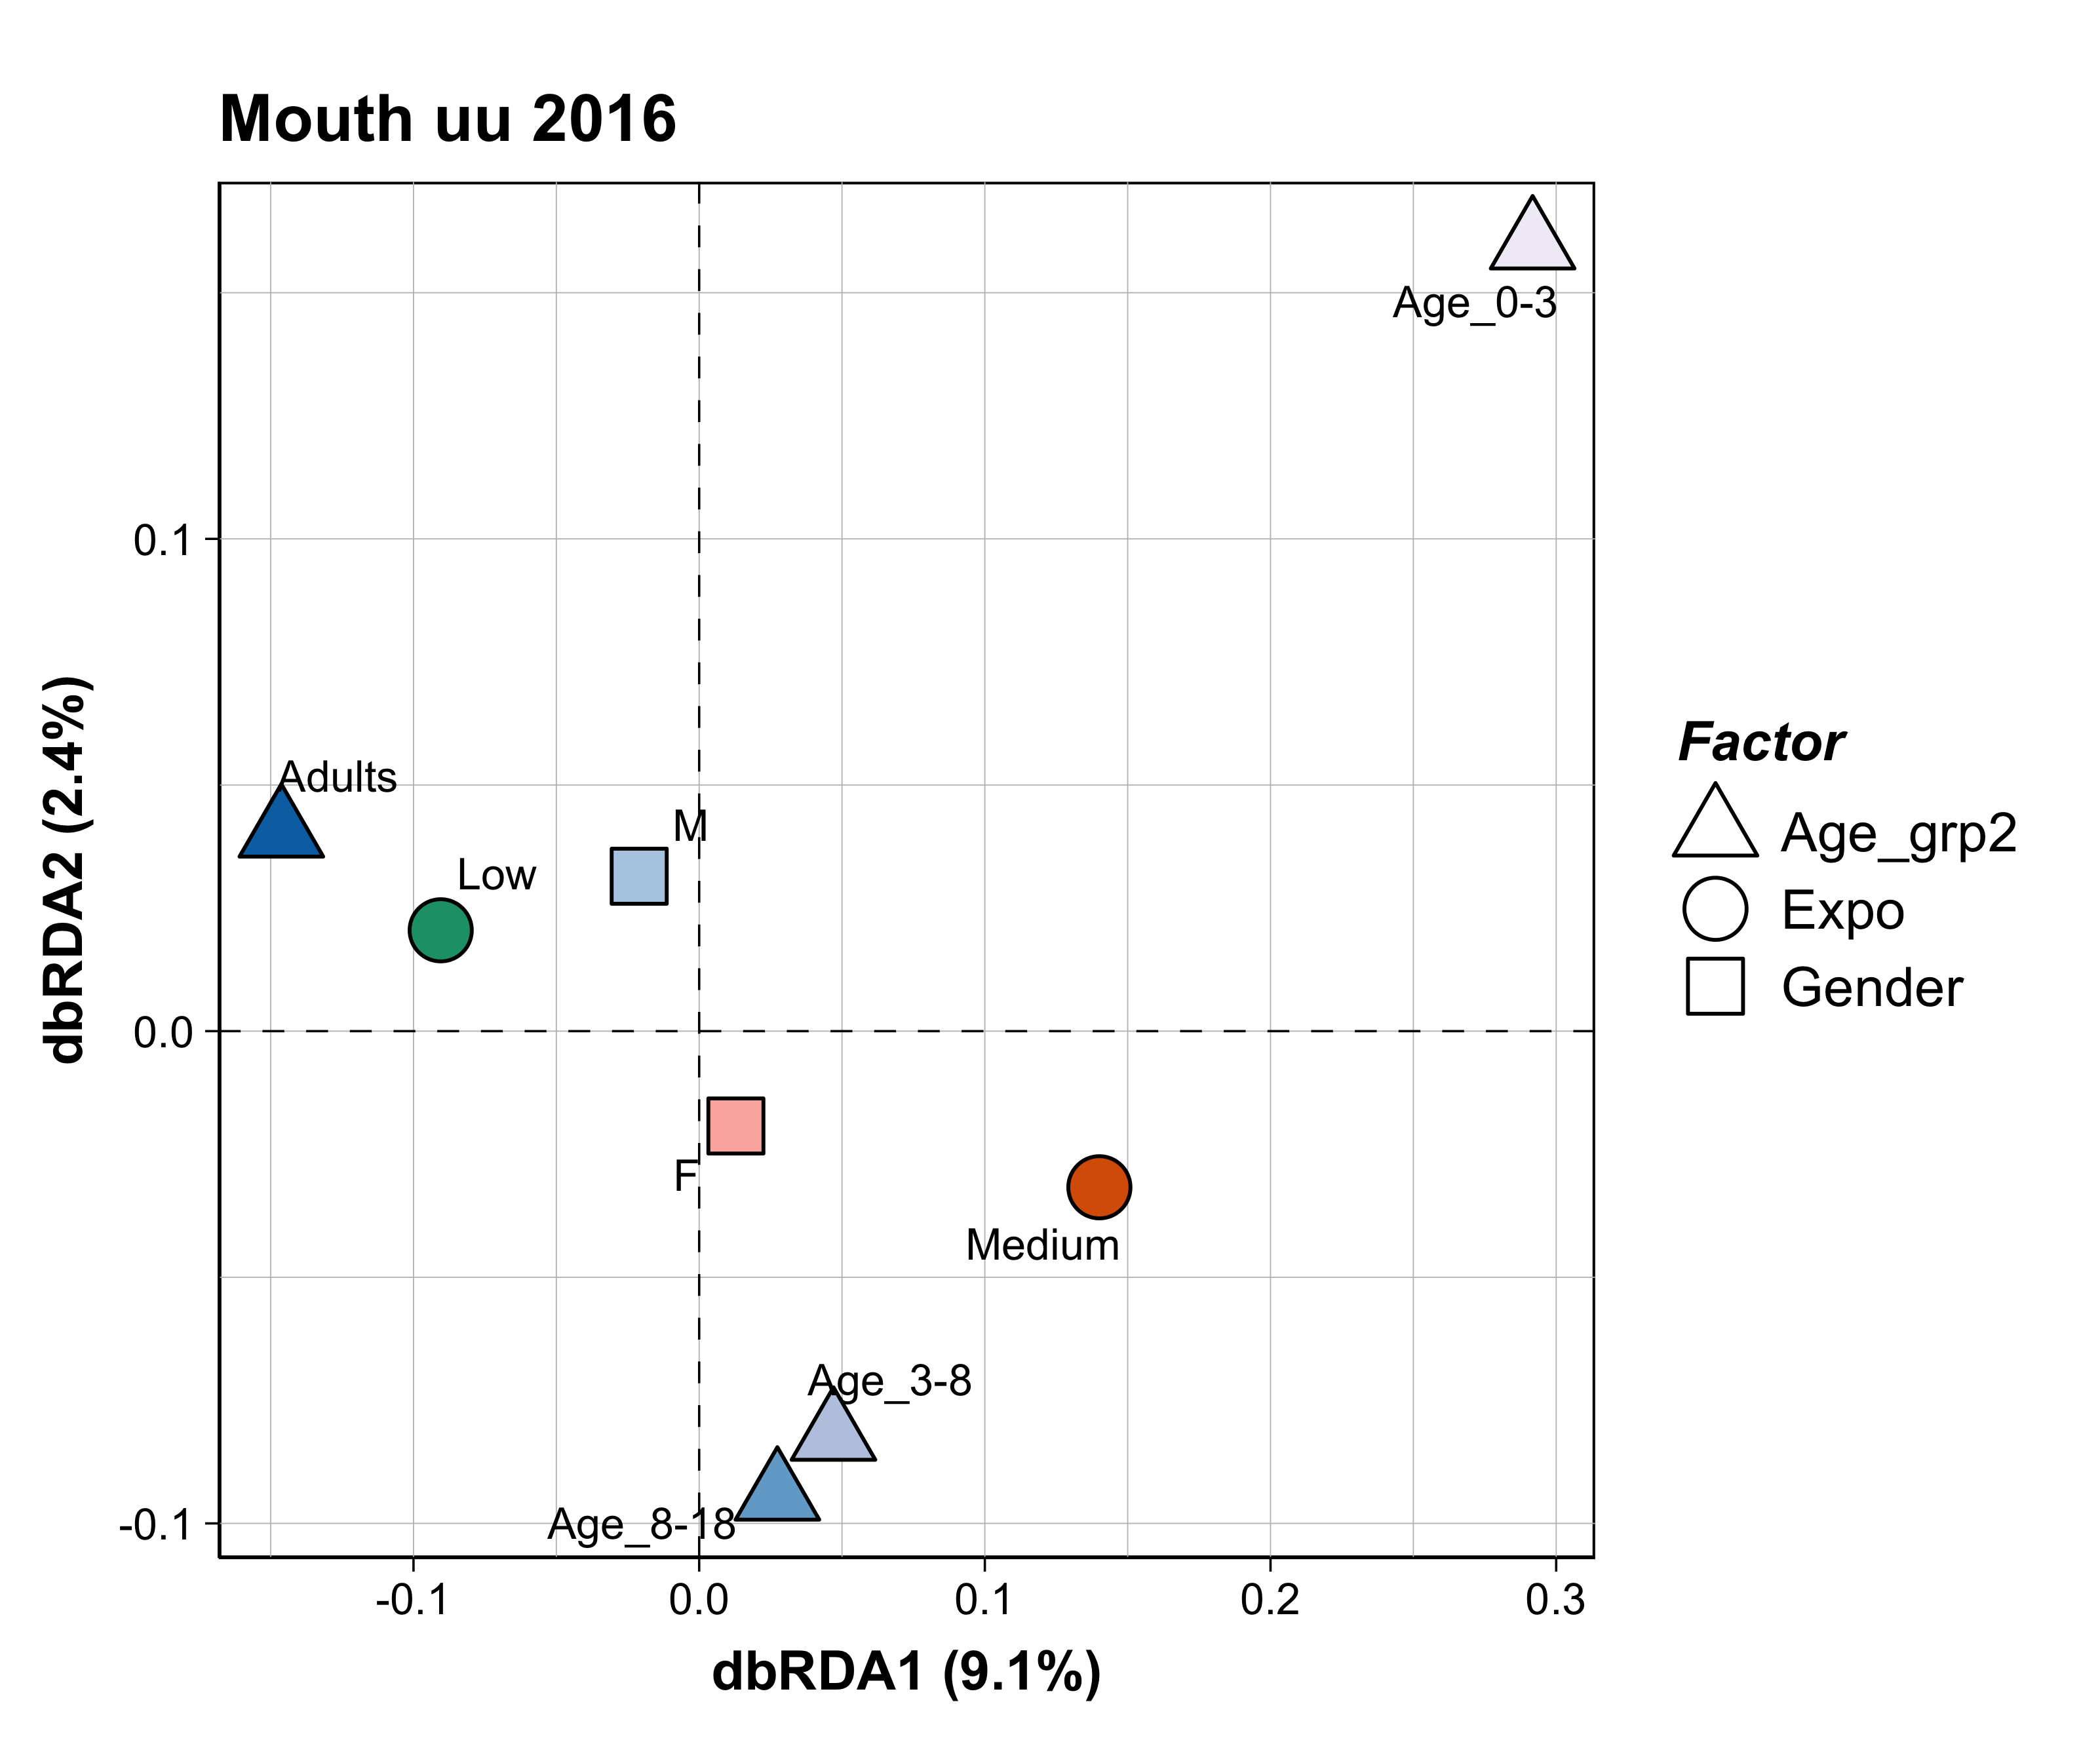 Mouth uu 2016
Age_0-3
0.1
Adults
M
Low
dbRDA2 (2.4%)
0.0
F
Medium
Age_3-8
Age_8-18
-0.1
-0.1
0.0
0.1
0.2
0.3
dbRDA1 (9.1%)
Factor
Age_grp2
Expo
Gender